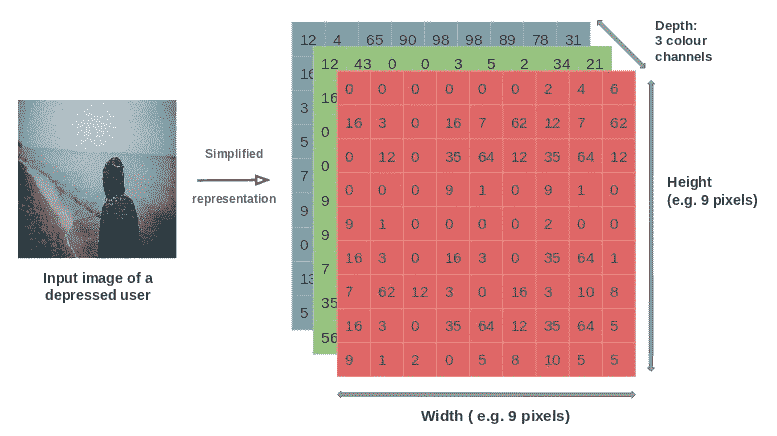 Depth:
3 colour
channels
12 4 65 90 98 98 89 78 31
12 43 0 0 3 5 2 34 21
16
3
5
7
9
0
13
5
16
0
0
9
9
7
35
56
0 0 0 0 0 0 2 4 6
16 3 0 16 7 62 12 7 62
0 12 0 35 64 12 35 64 12
0 0 0 9 1 0 9 1 0
9 1 0 0 0 0 2 0 0
16 3 0 16 3 0 35 64 1
7 62 12 3 0 16 3 10 8
16 3 0 35 64 12 35 64 5
9 1 2 0 5 8 10 5 5
Simplified
representation
Height
(e.g. 9 pixels)
Input image of a
depressed user
Width ( e.g. 9 pixels)